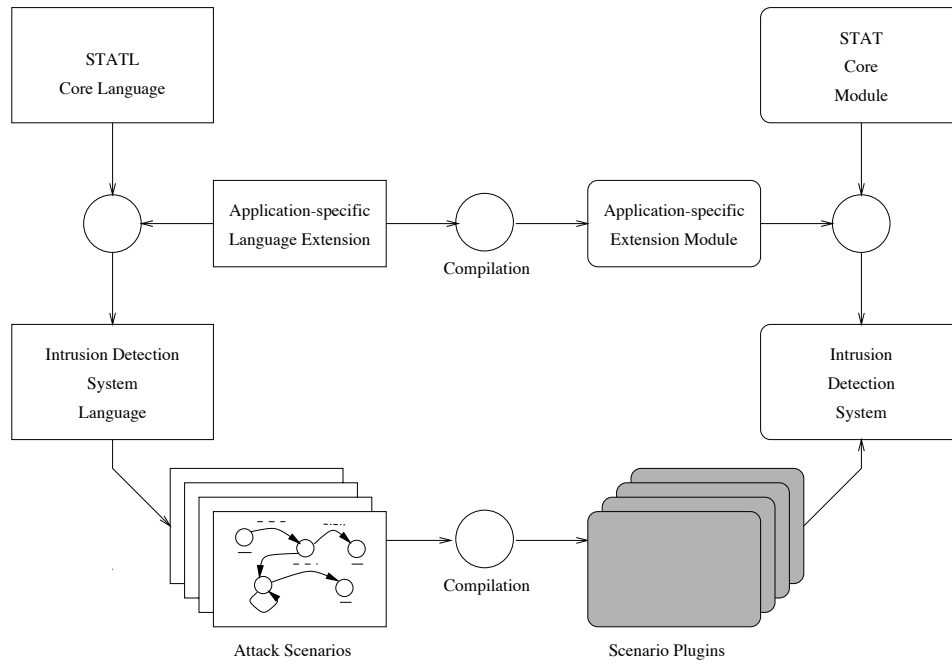 STATL
Core Language
STAT
Core
Module
Application-specific
Language Extension
Compilation
Application-specific
Extension Module
Intrusion Detection
System
Language
Intrusion
Detection
System
Compilation
Attack Scenarios
Scenario Plugins